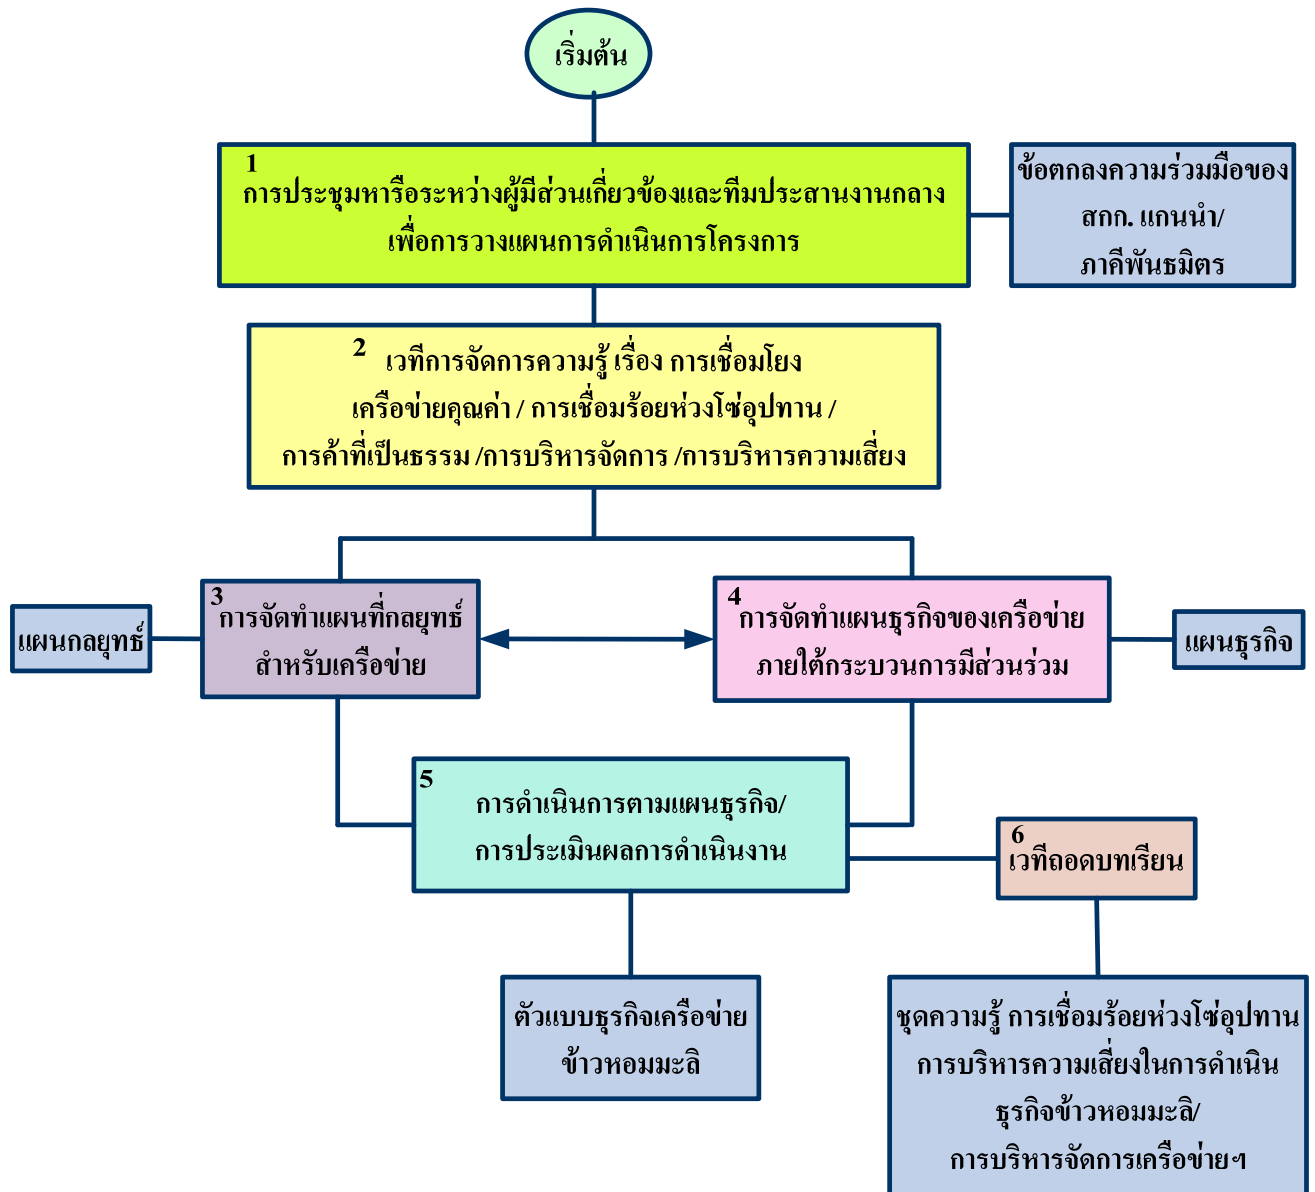 เริ่มต้น
1
การประชุมหารือระหว่างผู้มีส่วนเกี่ยวข้องและทีมประสานงานกลาง
เพื่อการวางแผนการดำเนินการโครงการ
ข้อตกลงความร่วมมือของ
สกก. แกนนำ/
ภาคีพันธมิตร
2 เวทีการจัดการความรู้ เรื่อง การเชื่อมโยง
เครือข่ายคุณค่า / การเชื่อมร้อยห่วงโซ่อุปทาน /
การค้าที่เป็นธรรม /การบริหารจัดการ /การบริหารความเสี่ยง
แผนกลยุทธ์
3
การจัดทำแผนที่กลยุทธ์
สำหรับเครือข่าย
4
การจัดทำแผนธุรกิจของเครือข่าย
ภายใต้กระบวนการมีส่วนร่วม
แผนธุรกิจ
5
การดำเนินการตามแผนธุรกิจ/
การประเมินผลการดำเนินงาน
6
เวทีถอดบทเรียน
ตัวแบบธุรกิจเครือข่าย
ข้าวหอมมะลิ
ชุดความรู้ การเชื่อมร้อยห่วงโซ่อุปทาน
การบริหารความเสี่ยงในการดำเนิน
ธุรกิจข้าวหอมมะลิ/
การบริหารจัดการเครือข่ายฯ